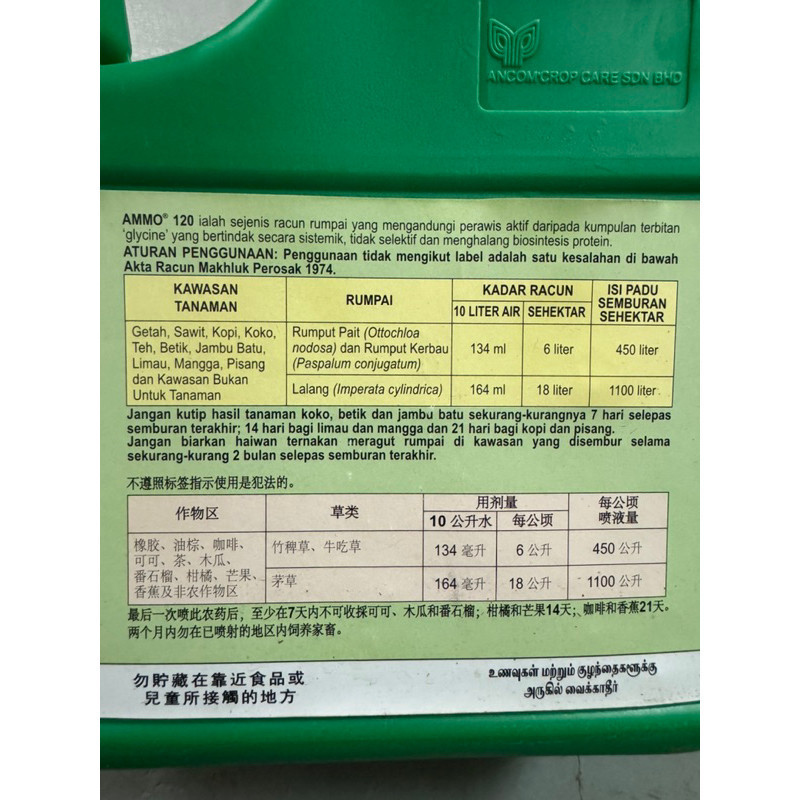 ANCOM CROP CARE SDN BHD
AMMO® 120 ialah sejenis racun rumpai yang mengandungi perawis aktif daripada kumpulan terbitan
'glycine' yang bertindak secara sistemik, tidak selektif dan menghalang biosintesis protein.
ATURAN PENGGUNAAN: Penggunaan tidak mengikut label adalah satu kesalahan di bawah
Akta Racun Makhluk Perosak 1974.
KAWASAN TANAMAN
RUMPAI
KADAR RACUN
10 LITER AIR
SEHEKTAR
ISI PADU
SEMBURAN
SEHEKTAR
Getah, Sawit, Kopi, Koko,
Teh, Betik, Jambu Batu,
Limau, Mangga, Pisang
dan Kawasan Bukan
Untuk Tanaman
Rumput Pait (Ottochloa
nodosa) dan Rumput Kerbau
(Paspalum conjugatum)
134 ml
6 liter
450 liter
Lalang (Imperata cylindrica)
164 ml
18 liter
1100 liter
Jangan kutip hasil tanaman koko, betik dan jambu batu sekurang-kurangnya 7 hari selepas
semburan terakhir; 14 hari bagi limau dan mangga dan 21 hari bagi kopi dan pisang.
Jangan biarkan haiwan ternakan meragut rumpai di kawasan yang disembur selama
sekurang-kurang 2 bulan selepas semburan terakhir.
不遵照标签指示使用是犯法的。
作物区
草类
用剂量
10 公升水
每公顷
每公顷
喷液量
橡胶、油棕、咖啡、
可可、茶、木瓜、
番石榴、柑橘、芒果、
香蕉及非农作物区
竹稗草、牛吃草
134 毫升
6 公升
450 公升
茅草
164 毫升
18 公升
1100 公升
最后一次喷此农药后，至少在7天内不可收採可可、木瓜和番石榴；柑橘和芒果14天；咖啡和香蕉21天。
两个月内勿在已喷射的地区内饲养家畜。
勿貯藏在靠近食品或
兒童所接觸的地方
உணவுகள் மற்றும் குழந்தைகளுக்கு
அருகில் வைக்காதீர்